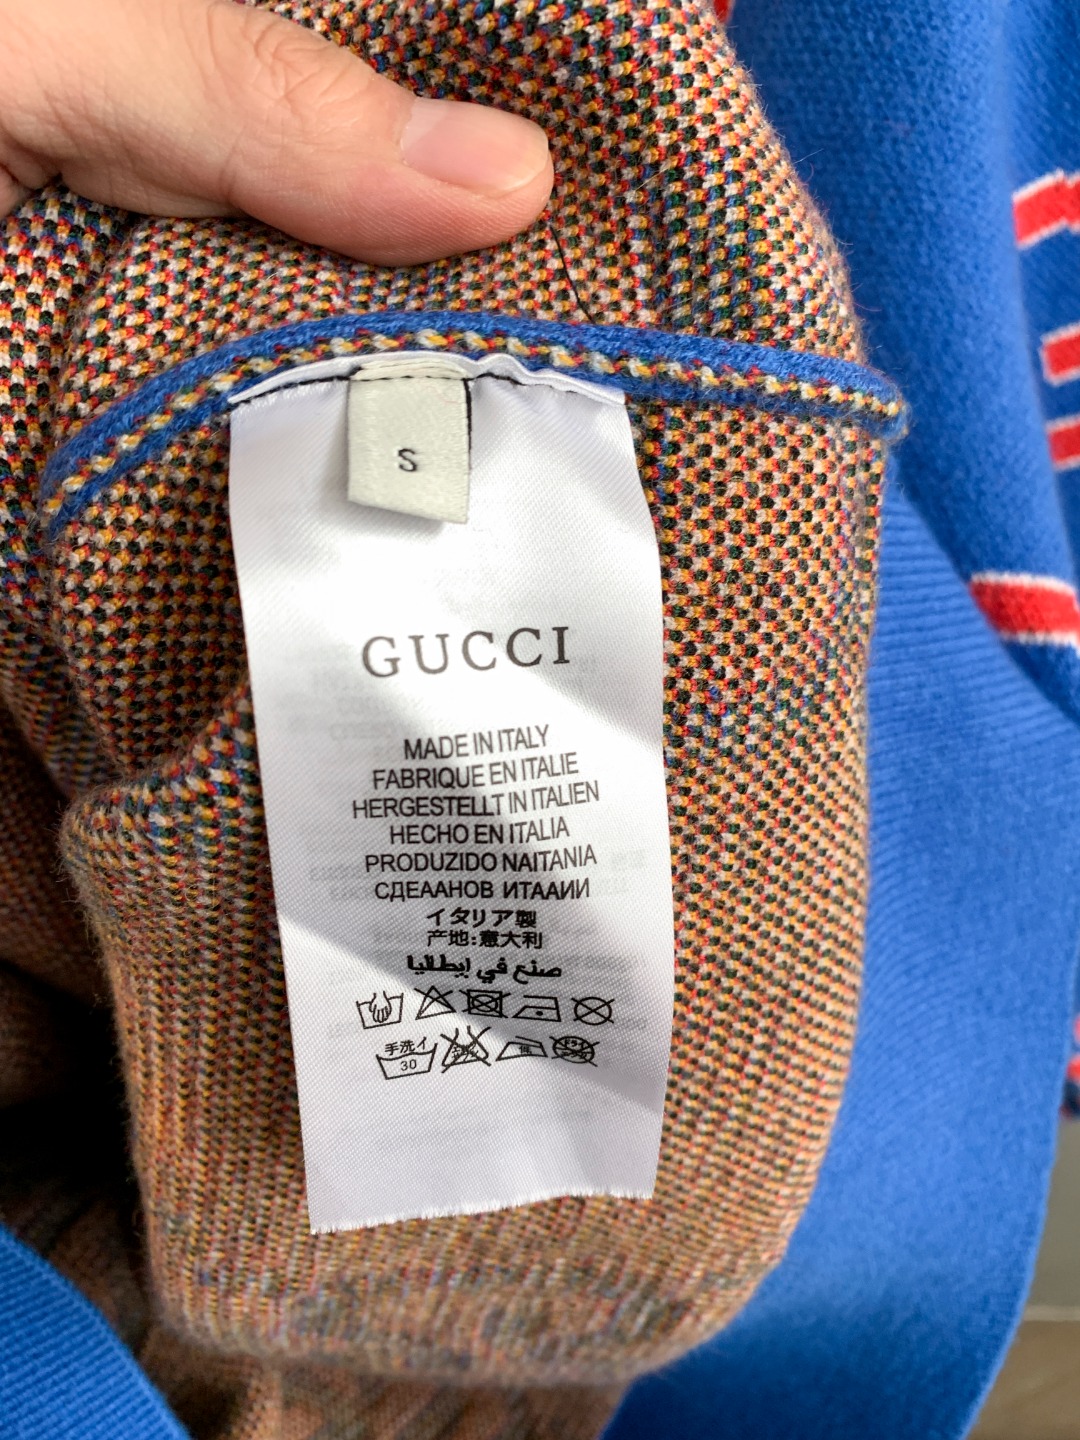 S
GUCCI
MADE IN ITALY
FABRIQUE EN ITALIE
HERGESTELLT IN ITALIEN
HECHO EN ITALIA
PRODUZIDO NAITANIA
СДЕААНОВ ИТААИИ
イタリア製
产地:意大利
صنع في إيطاليا
手洗イ
30